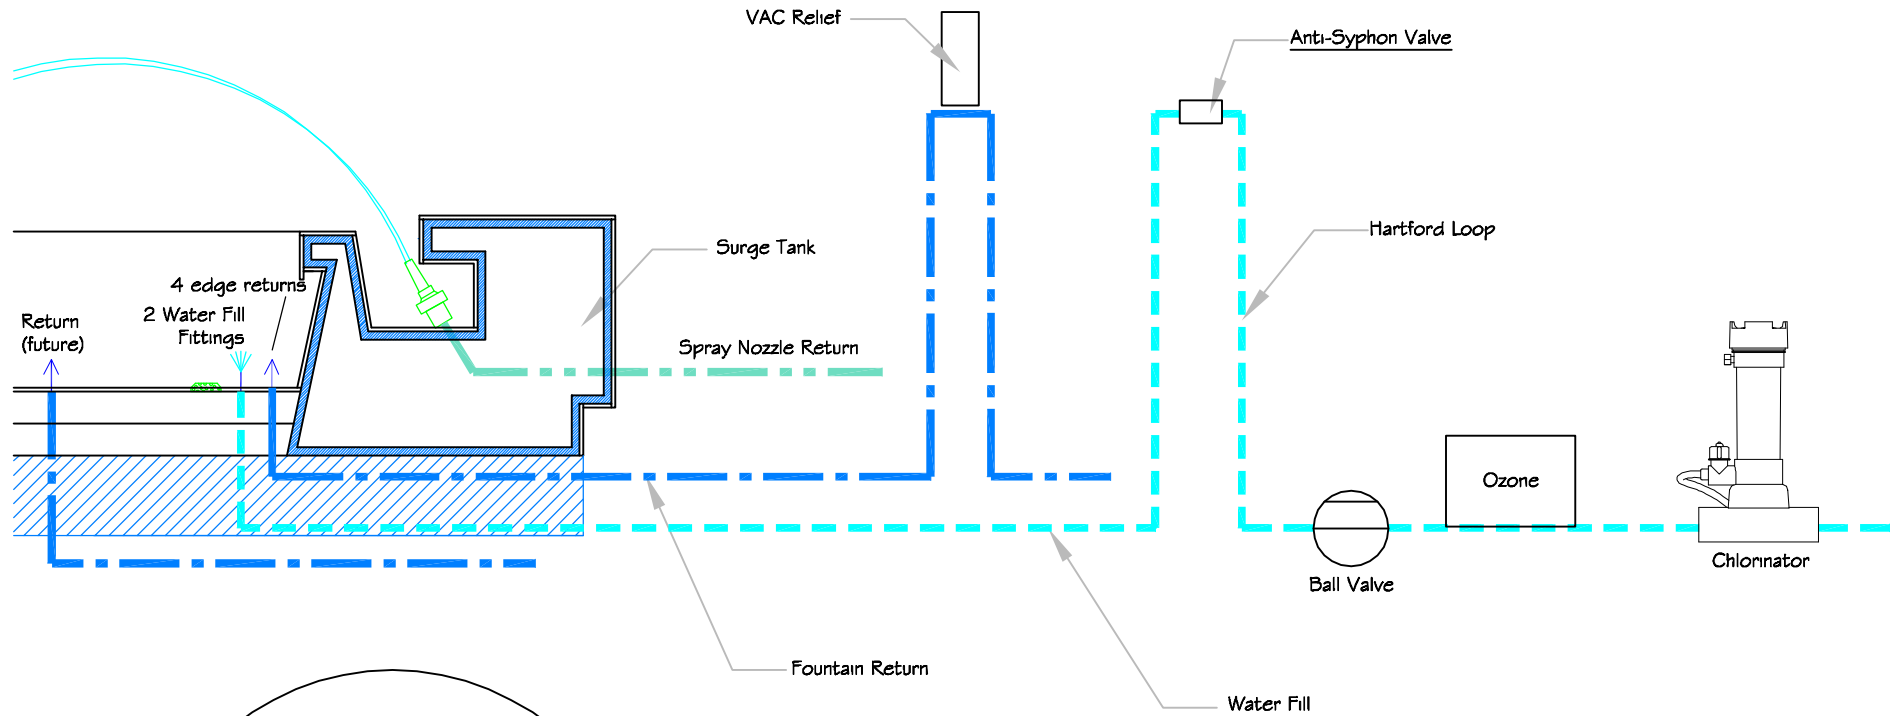 VAC Relief
Anti-Syphon Valve
Hartford Loop
Surge Tank
4 edge returns
2 Water Fill
Fittings
Return
(future)
Spray Nozzle Return
Ozone
Chlorinator
Ball Valve
Fountain Return
Water Fill